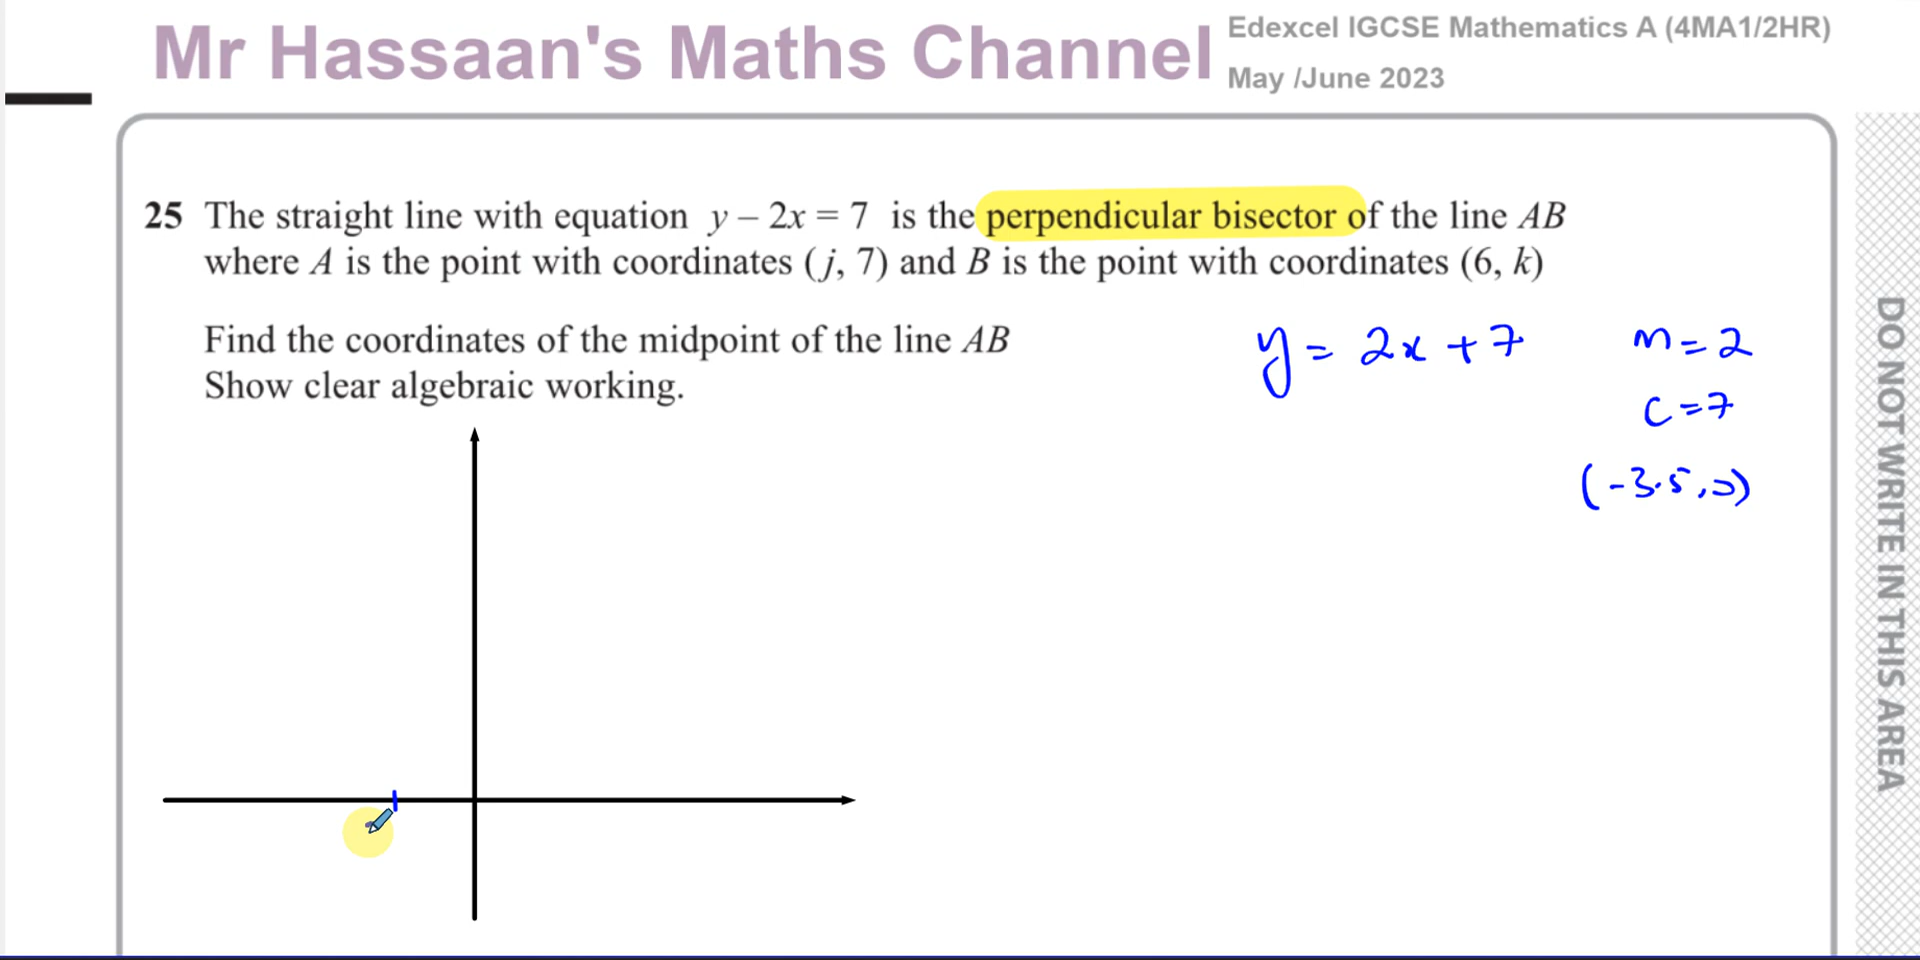 Mr Hassaan's Maths Channel
Edexcel IGCSE Mathematics A (4MA1/2HR)
May /June 2023
25 The straight line with equation y – 2x = 7 is the perpendicular bisector of the line AB
where A is the point with coordinates (j, 7) and B is the point with coordinates (6, k)
Find the coordinates of the midpoint of the line AB
Show clear algebraic working.
y = 2x + 7
m = 2
c = 7
(-3.5, 0)
DO NOT WRITE IN THIS AREA